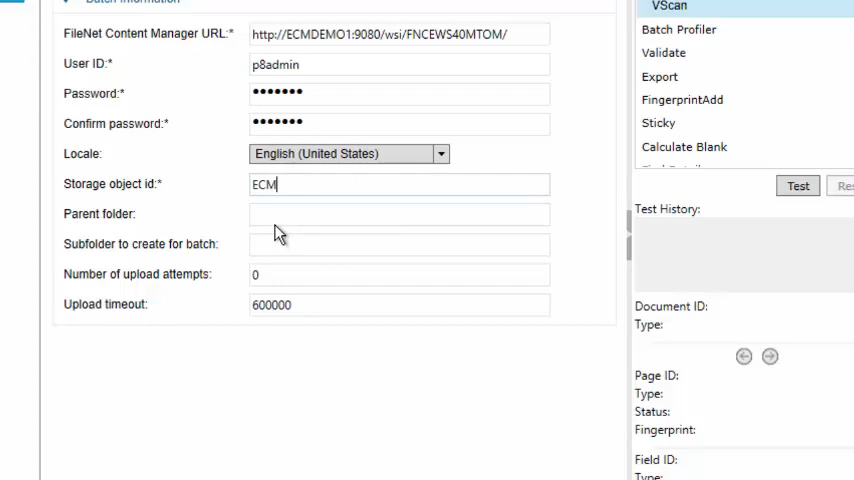 Batch Information
FileNet Content Manager URL:* http://ECMDEMO1:9080/wsi/FNCEWS40MTOM/
User ID:* p8admin
Password:* •••••••
Confirm password:* •••••••
Locale: English (United States)
Storage object id:* ECM
Parent folder:
Subfolder to create for batch:
Number of upload attempts: 0
Upload timeout: 600000
VScan
Batch Profiler
Validate
Export
FingerprintAdd
Sticky
Calculate Blank
Test
Test History:
Document ID:
Type:
Page ID:
Type:
Status:
Fingerprint:
Field ID:
Type: